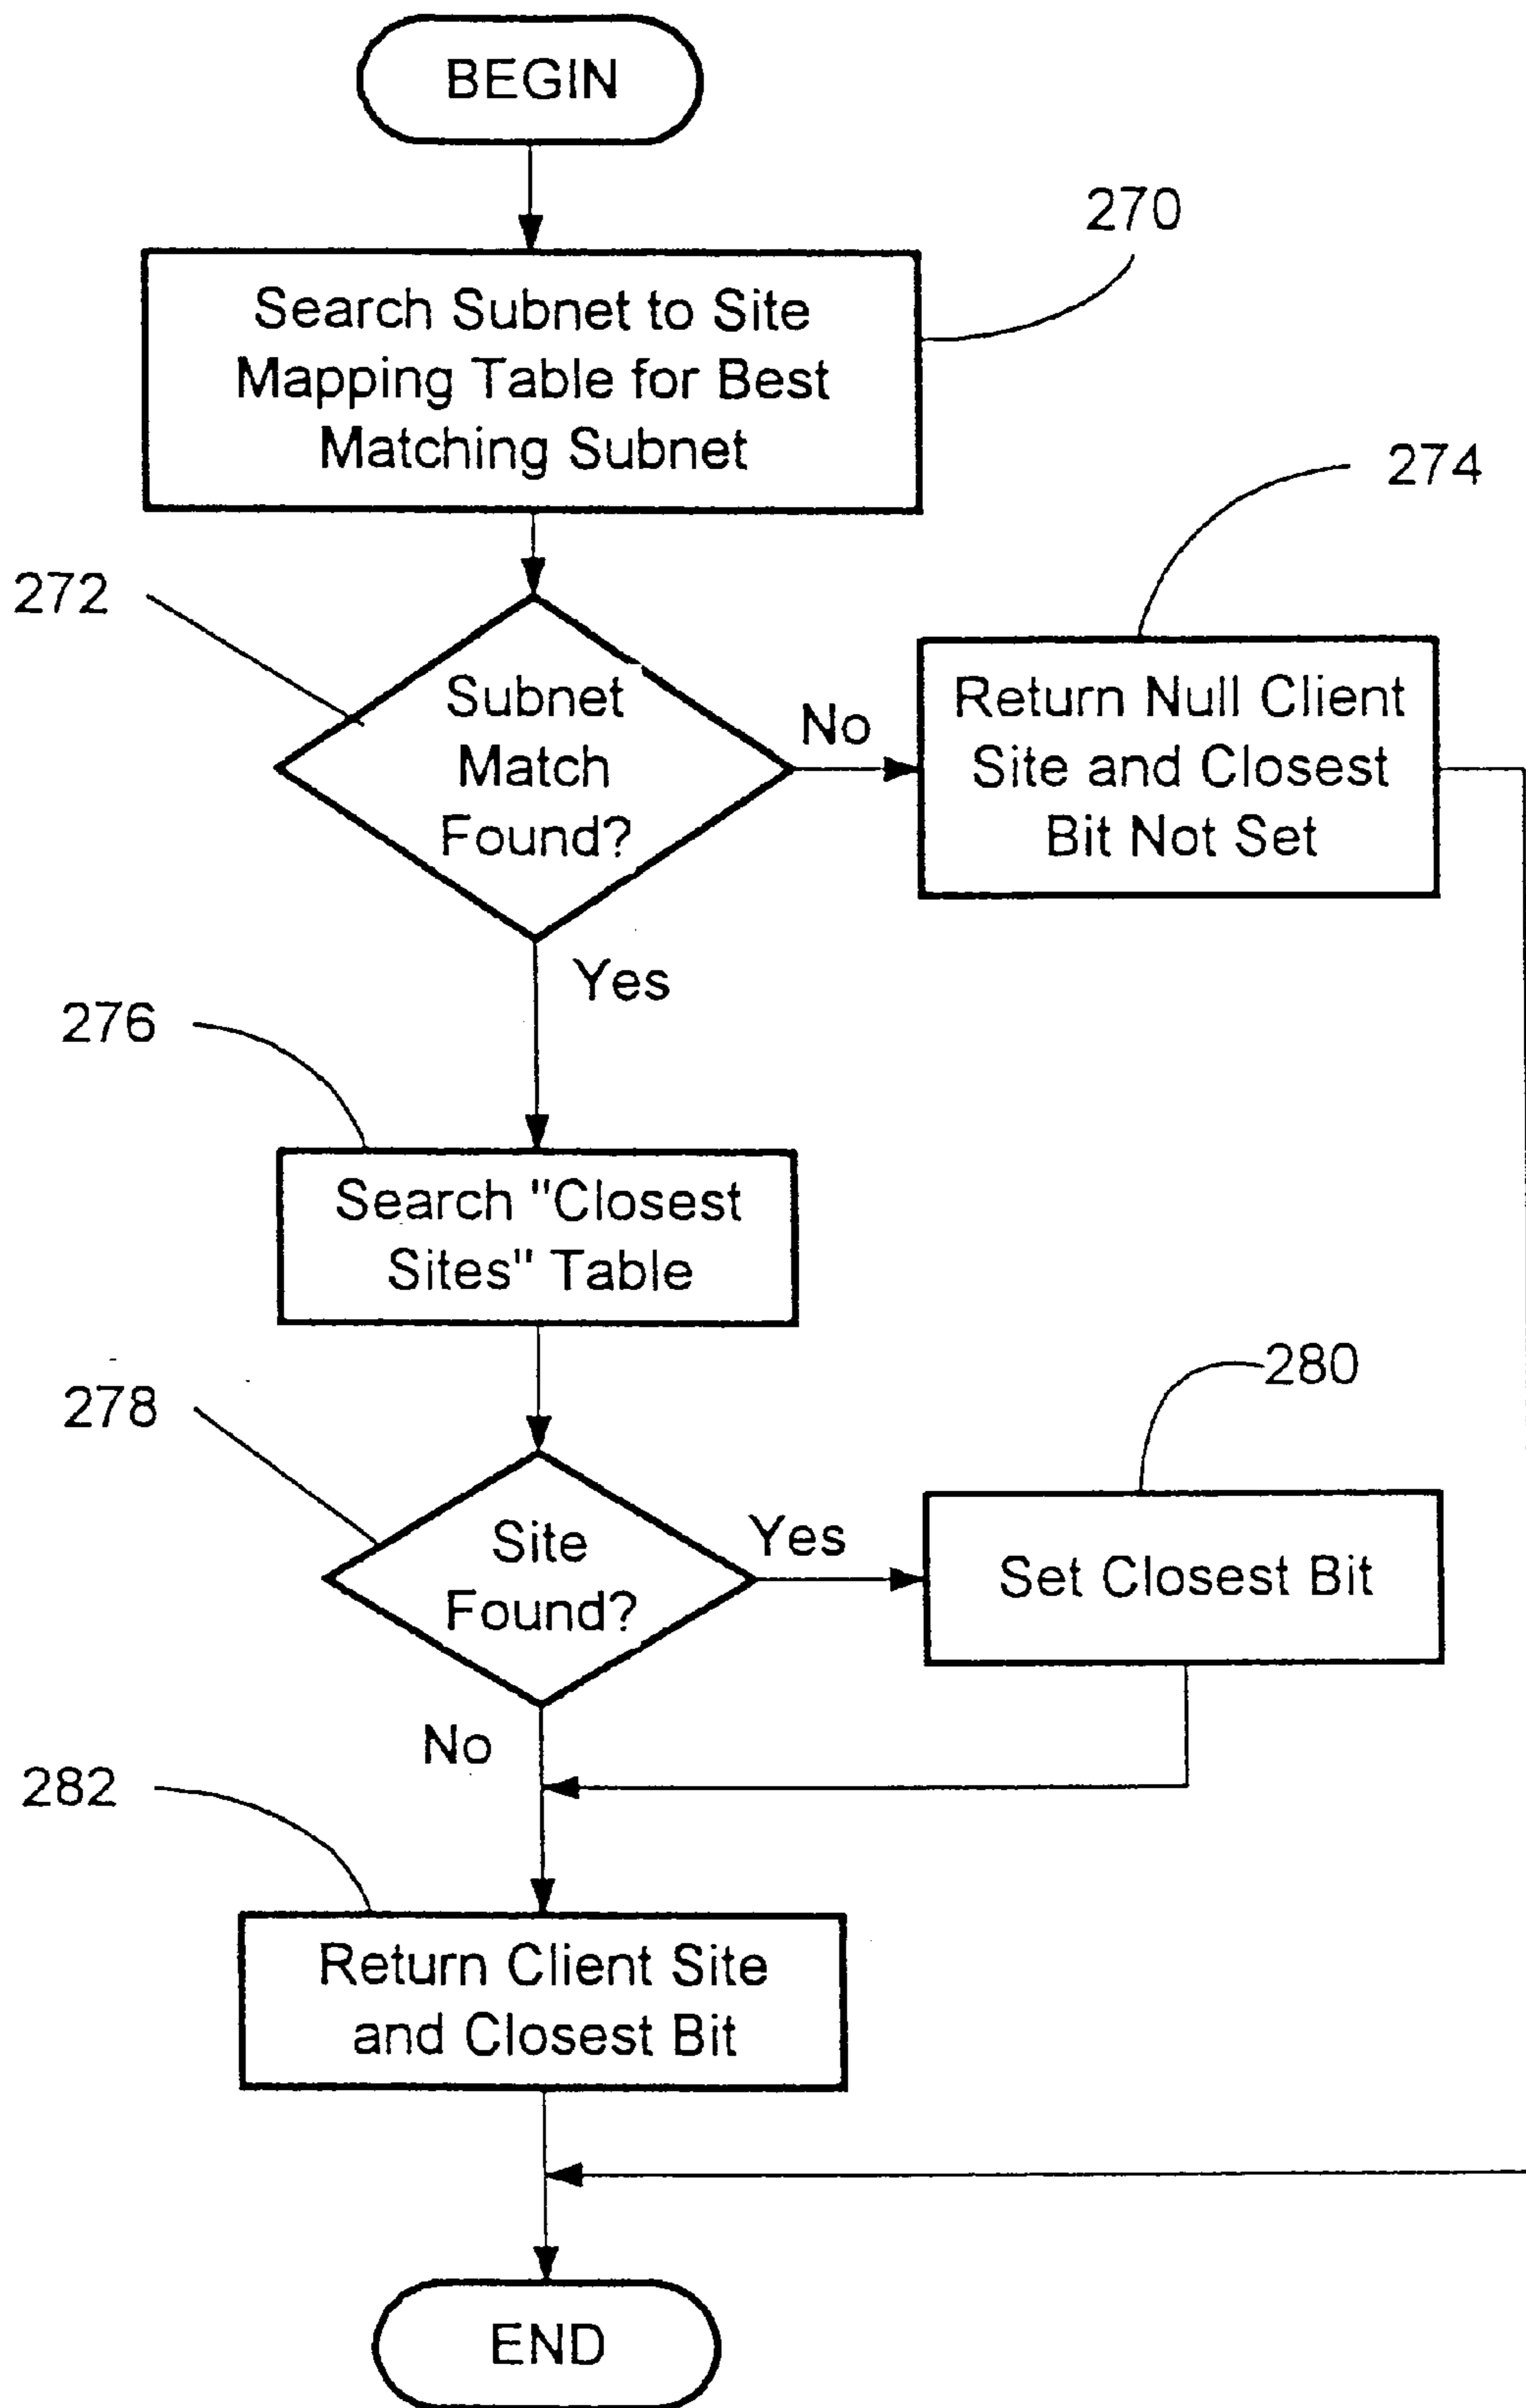 BEGIN
270
Search Subnet to Site
Mapping Table for Best
Matching Subnet
274
272
Subnet
Match
Found?
No
Return Null Client
Site and Closest
Bit Not Set
Yes
276
Search "Closest
Sites" Table
280
278
Site
Found?
Yes
Set Closest Bit
No
282
Return Client Site
and Closest Bit
END